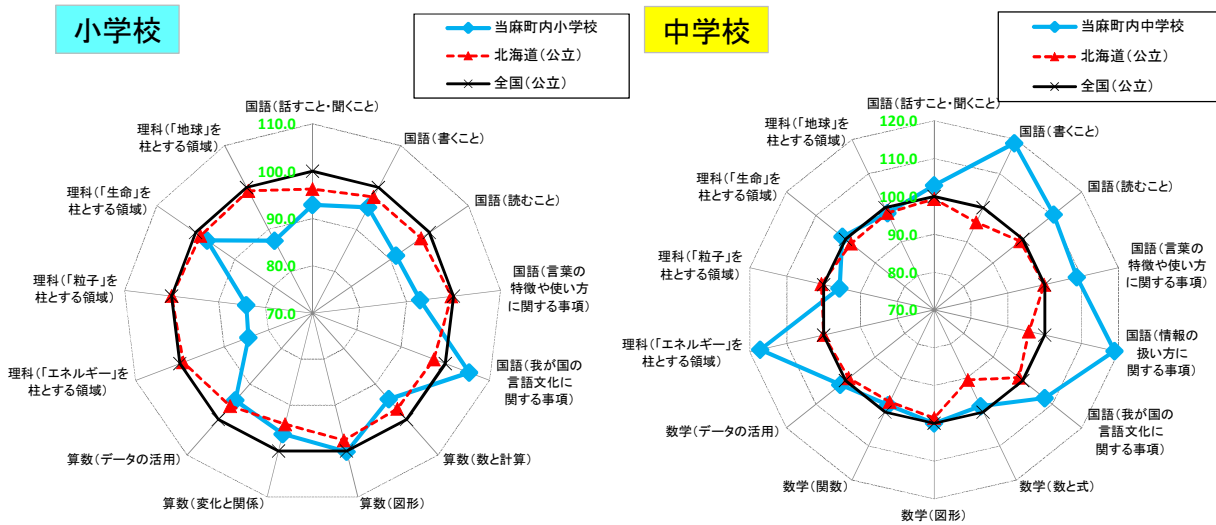 小学校
当麻町内小学校
北海道(公立)
全国(公立)
国語(話すこと・聞くこと)
国語(書くこと)
国語(読むこと)
国語(言葉の
特徴や使い方
に関する事項)
国語(我が国の
言語文化に
関する事項)
算数(数と計算)
算数(図形)
算数(変化と関係)
算数(データの活用)
理科(「エネルギー」を
柱とする領域)
理科(「粒子」を
柱とする領域)
理科(「生命」を
柱とする領域)
理科(「地球」を
柱とする領域)
110.0
100.0
90.0
80.0
70.0
中学校
当麻町内中学校
北海道(公立)
全国(公立)
国語(話すこと・聞くこと)
国語(書くこと)
国語(読むこと)
国語(言葉の
特徴や使い方
に関する事項)
国語(情報の
扱い方に
関する事項)
国語(我が国の
言語文化に
関する事項)
数学(数と式)
数学(図形)
数学(関数)
数学(データの活用)
理科(「エネルギー」を
柱とする領域)
理科(「粒子」を
柱とする領域)
理科(「生命」を
柱とする領域)
理科(「地球」を
柱とする領域)
120.0
110.0
100.0
90.0
80.0
70.0